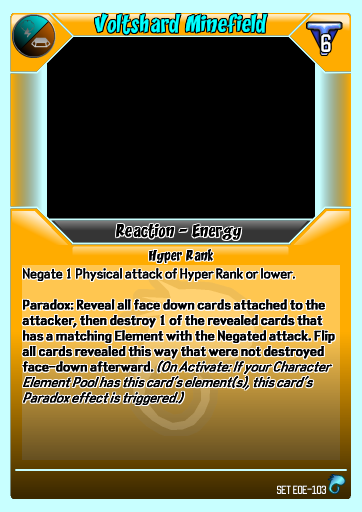 Voltshard Minefield
6
Reaction - Energy
Hyper Rank
Negate 1 Physical attack of Hyper Rank or lower.
Paradox: Reveal all face down cards attached to the
attacker, then destroy 1 of the revealed cards that
has a matching Element with the Negated attack. Flip
all cards revealed this way that were not destroyed
face-down afterward. (On Activate: If your Character
Element Pool has this card's element(s), this card's
Paradox effect is triggered.)
SET EOE-103